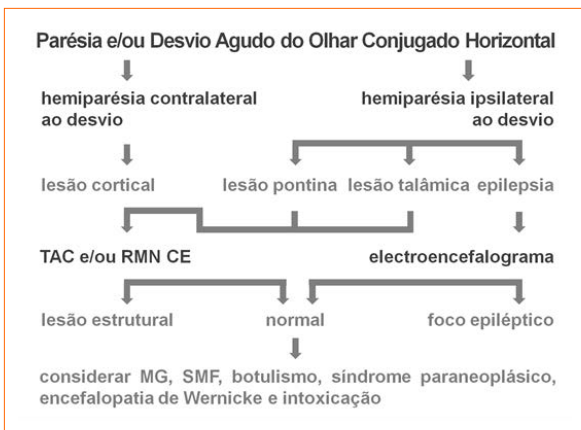 Parésia e/ou Desvio Agudo do Olhar Conjugado Horizontal
hemiparésia contralateral ao desvio
hemiparésia ipsilateral ao desvio
lesão cortical
lesão pontina
lesão talâmica
epilepsia
TAC e/ou RMN CE
electroencefalograma
lesão estrutural
normal
foco epiléptico
considerar MG, SMF, botulismo, síndrome paraneoplásico,
encefalopatia de Wernicke e intoxicação